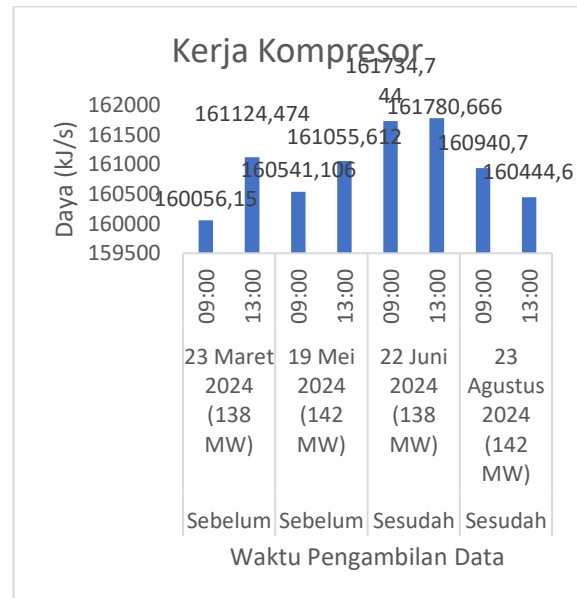 Kerja Kompresor
Daya (kJ/s)
162000
161500
161000
160500
160000
159500
160056,15
161124,474
160541,106
161055,612
161734,7
44
161780,666
160940,7
160444,6
09:00
13:00
09:00
13:00
09:00
13:00
09:00
13:00
23 Maret
2024
(138
MW)
19 Mei
2024
(142
MW)
22 Juni
2024
(138
MW)
23
Agustus
2024
(142
MW)
Sebelum
Sebelum
Sesudah
Sesudah
Waktu Pengambilan Data